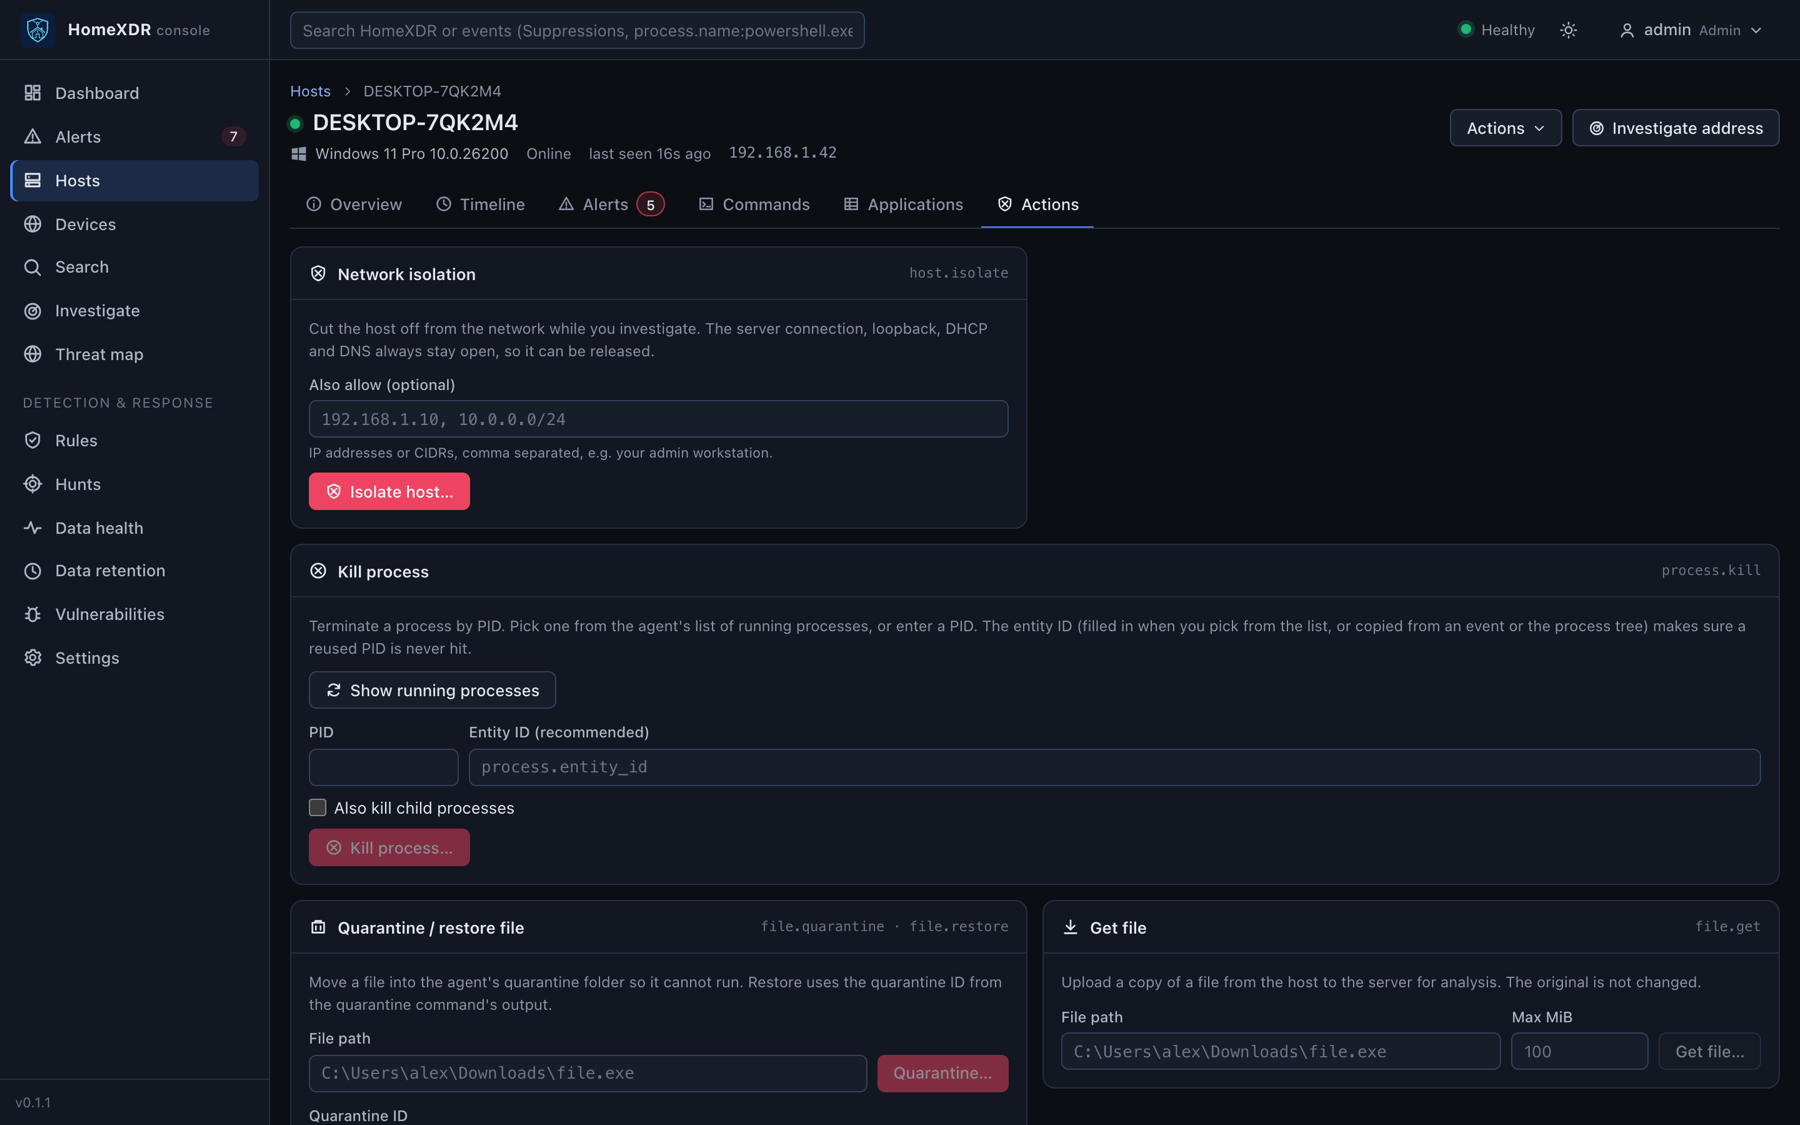 HomeXDR console
Search HomeXDR or events (Suppressions, process.name:powershell.exe
Healthy
admin Admin
Dashboard
Alerts 7
Hosts
Devices
Search
Investigate
Threat map
DETECTION & RESPONSE
Rules
Hunts
Data health
Data retention
Vulnerabilities
Settings
v0.1.1
Hosts > DESKTOP-7QK2M4
DESKTOP-7QK2M4
Windows 11 Pro 10.0.26200 Online last seen 16s ago 192.168.1.42
Actions
Investigate address
Overview Timeline Alerts 5 Commands Applications Actions
Network isolation host.isolate
Cut the host off from the network while you investigate. The server connection, loopback, DHCP
and DNS always stay open, so it can be released.
Also allow (optional)
192.168.1.10, 10.0.0.0/24
IP addresses or CIDRs, comma separated, e.g. your admin workstation.
Isolate host...
Kill process process.kill
Terminate a process by PID. Pick one from the agent's list of running processes, or enter a PID. The entity ID (filled in when you pick from the list, or copied from an event or the process tree) makes sure a
reused PID is never hit.
Show running processes
PID Entity ID (recommended)
process.entity_id
Also kill child processes
Kill process...
Quarantine / restore file file.quarantine · file.restore
Move a file into the agent's quarantine folder so it cannot run. Restore uses the quarantine ID from
the quarantine command's output.
File path
C:\Users\alex\Downloads\file.exe Quarantine...
Quarantine ID
Get file file.get
Upload a copy of a file from the host to the server for analysis. The original is not changed.
File path Max MiB
C:\Users\alex\Downloads\file.exe 100 Get file...